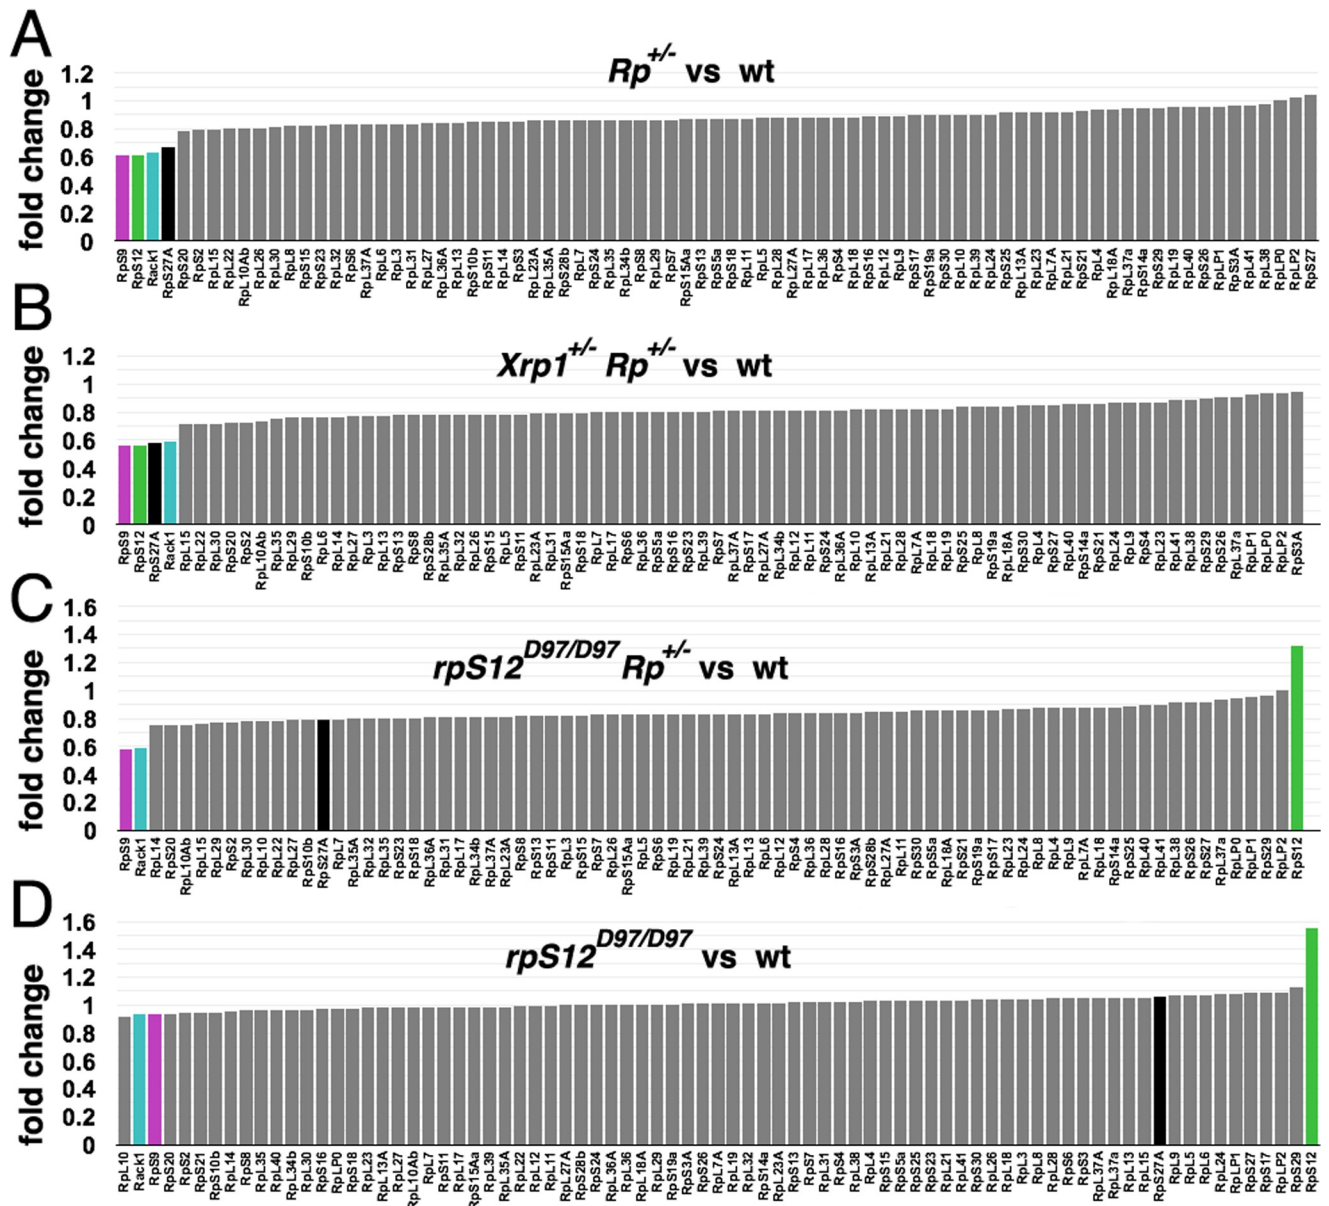 A
Rp+/- vs wt
fold change
1.2
1
0.8
0.6
0.4
0.2
0
RpS9 RpS12 Rack1 RpS27A RpS20 RpS2 RpL15 RpL22 RpL10Ab RpL26 RpL30 RpL8 RpS15 RpS23 RpL32 RpS6 RpL37A RpL6 RpL3 RpL31 RpL27 RpL36A RpL13 RpS10b RpS11 RpL14 RpS3 RpL23A RpL35A RpS28b RpL7 RpS24 RpL35 RpL34b RpS8 RpL29 RpS7 RpS15Aa RpS13 RpS5a RpS18 RpL11 RpL5 RpL28 RpL27A RpL17 RpL36 RpS4 RpL18 RpS16 RpL12 RpL9 RpS17 RpS19a RpS30 RpL10 RpL39 RpL24 RpS25 RpL13A RpL23 RpL7A RpL21 RpS21 RpL4 RpL18A RpL37a RpS14a RpS29 RpL19 RpL40 RpS26 RpLP1 RpS3A RpL41 RpL38 RpLP0 RpLP2 RpS27
B
Xrp1+/- Rp+/- vs wt
fold change
1.2
1
0.8
0.6
0.4
0.2
0
RpS9 RpS12 RpS27A Rack1 RpL15 RpL22 RpL30 RpS20 RpS2 RpL10Ab RpL35 RpL29 RpS10b RpL6 RpL14 RpL27 RpL3 RpL13 RpS13 RpS8 RpS28b RpL35A RpL32 RpL26 RpS15 RpL5 RpS11 RpL23A RpL31 RpS15Aa RpS18 RpL7 RpL17 RpS6 RpL36 RpS5a RpS16 RpS23 RpL39 RpS7 RpL37A RpS17 RpL27A RpL34b RpL12 RpL11 RpS24 RpL36A RpL10 RpL13A RpL21 RpL28 RpL7A RpL18 RpL19 RpS25 RpL8 RpS19a RpL18A RpS30 RpL4 RpS27 RpL40 RpS14a RpS21 RpL24 RpL9 RpS4 RpL23 RpL41 RpL38 RpS29 RpS26 RpL37a RpLP1 RpLP0 RpLP2 RpS3A
C
rpS12D97/D97 Rp+/- vs wt
fold change
1.6
1.4
1.2
1
0.8
0.6
0.4
0.2
0
RpS9 Rack1 RpL14 RpS20 RpL10Ab RpL15 RpL29 RpS2 RpL30 RpL10 RpL22 RpL27 RpS10b RpS27A RpL7 RpL35A RpL32 RpL35 RpS23 RpS18 RpL36A RpL31 RpL17 RpL34b RpL37A RpL23A RpS8 RpS13 RpS11 RpL3 RpS15 RpS7 RpL26 RpS15Aa RpL5 RpS6 RpL19 RpL21 RpL39 RpS24 RpL13A RpL13 RpL6 RpL12 RpS4 RpL36 RpL28 RpS16 RpS3A RpS28b RpL27A RpL11 RpS30 RpS5a RpL18A RpS21 RpS19a RpS17 RpL23 RpL24 RpL8 RpL4 RpL9 RpL7A RpL18 RpS14a RpS25 RpL40 RpL41 RpL38 RpS26 RpS27 RpL37a RpLP0 RpLP1 RpS29 RpLP2 RpS12
D
rpS12D97/D97 vs wt
fold change
1.6
1.4
1.2
1
0.8
0.6
0.4
0.2
0
RpL10 Rack1 RpS9 RpS20 RpS2 RpS21 RpS10b RpL14 RpS8 RpL35 RpL40 RpL34b RpL30 RpS16 RpLP0 RpS18 RpL23 RpL13A RpL27 RpL10Ab RpL7 RpS11 RpL17 RpS15Aa RpL39 RpL35A RpL22 RpL12 RpL11 RpL27A RpS28b RpS24 RpL36A RpL36 RpL18A RpL29 RpS19a RpS3A RpS26 RpL7A RpL19 RpL32 RpS14a RpL23A RpS13 RpS7 RpL31 RpS4 RpL38 RpL4 RpS15 RpS5a RpS25 RpS23 RpL21 RpL41 RpS30 RpL26 RpL18 RpL3 RpL8 RpL28 RpS6 RpS3 RpL37A RpL37a RpL13 RpL15 RpS27A RpL9 RpL5 RpL6 RpL24 RpLP1 RpS27 RpS17 RpLP2 RpS29 RpS12